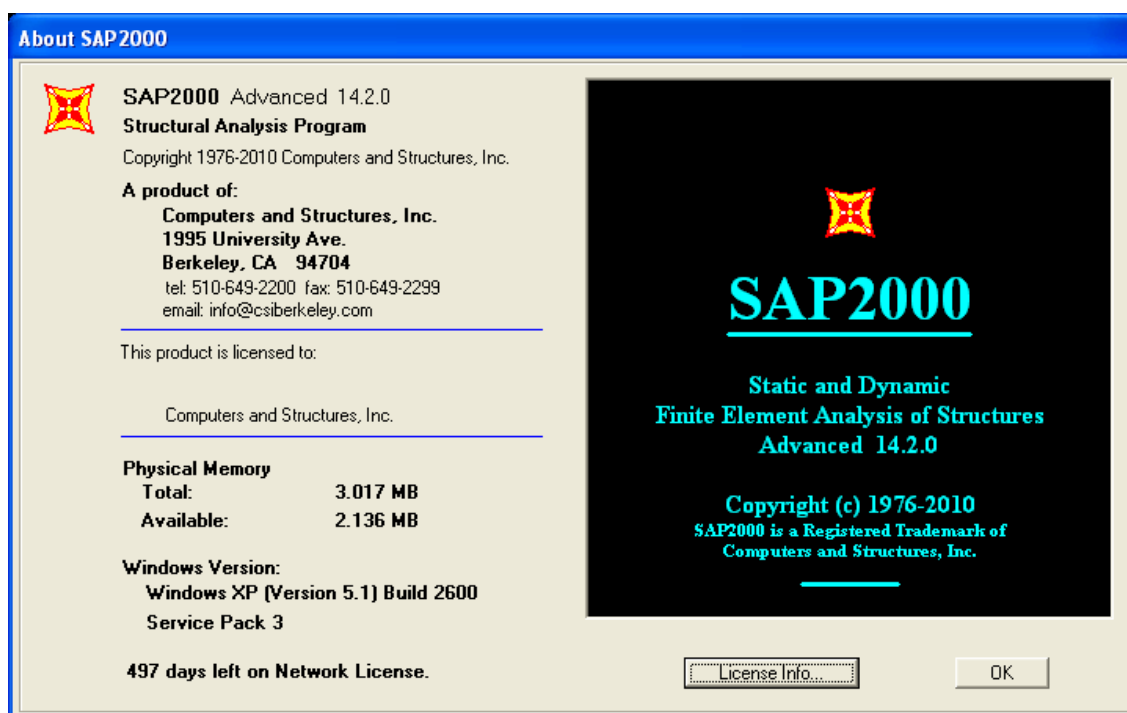 About SAP2000
SAP2000 Advanced 14.2.0
Structural Analysis Program
Copyright 1976-2010 Computers and Structures, Inc.
A product of:
Computers and Structures, Inc.
1995 University Ave.
Berkeley, CA 94704
tel: 510-649-2200 fax: 510-649-2299
email: info@csiberkeley.com
This product is licensed to:
Computers and Structures, Inc.
Physical Memory
Total: 3.017 MB
Available: 2.136 MB
Windows Version:
Windows XP (Version 5.1) Build 2600
Service Pack 3
497 days left on Network License.
SAP2000
Static and Dynamic
Finite Element Analysis of Structures
Advanced 14.2.0
Copyright (c) 1976-2010
SAP2000 is a Registered Trademark of
Computers and Structures, Inc.
License Info... OK